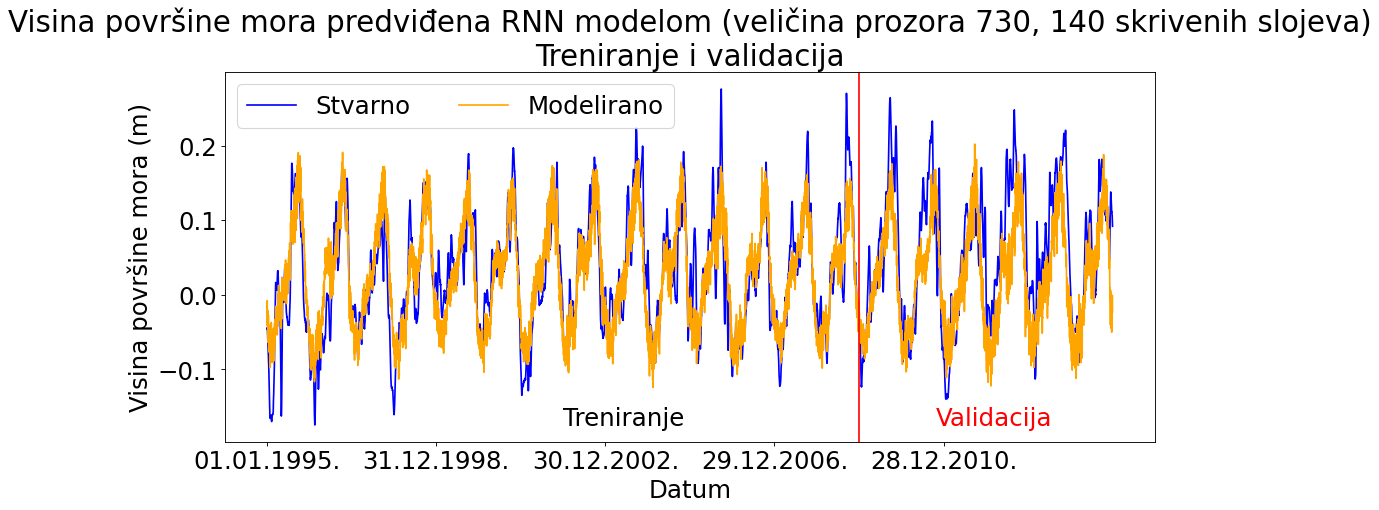 Visina površine mora predviđena RNN modelom (veličina prozora 730, 140 skrivenih slojeva)
Treniranje i validacija
Stvarno
Modelirano
Visina površine mora (m)
0.2
0.1
0.0
−0.1
Treniranje
Validacija
01.01.1995.
31.12.1998.
30.12.2002.
29.12.2006.
28.12.2010.
Datum